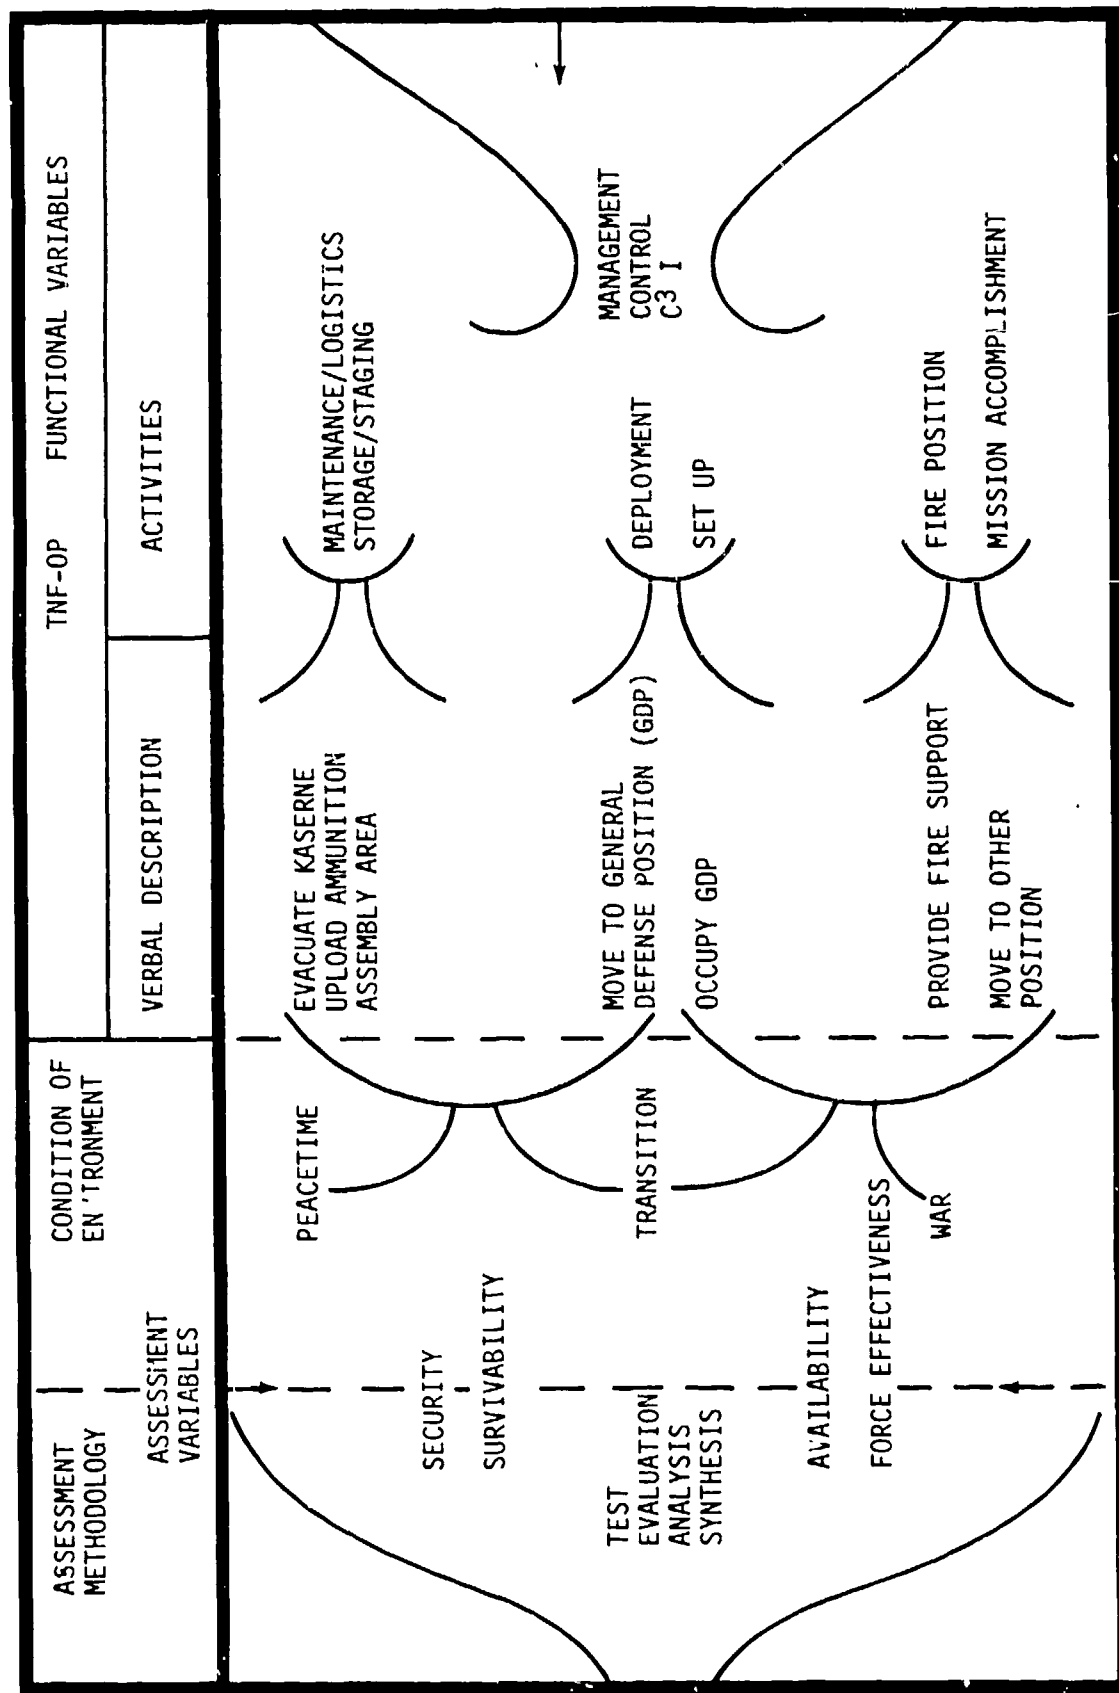 ASSESSMENT
METHODOLOGY
ASSESSMENT
VARIABLES
CONDITION OF
EN'IRONMENT
TNF-OP FUNCTIONAL VARIABLES
VERBAL DESCRIPTION
ACTIVITIES
TEST
EVALUATION
ANALYSIS
SYNTHESIS
SECURITY
SURVIVABILITY
AVAILABILITY
FORCE EFFECTIVENESS
PEACETIME
TRANSITION
WAR
EVACUATE KASERNE
UPLOAD AMMUNITION
ASSEMBLY AREA
MOVE TO GENERAL
DEFENSE POSITION (GDP)
OCCUPY GDP
PROVIDE FIRE SUPPORT
MOVE TO OTHER
POSITION
MAINTENANCE/LOGISTICS
STORAGE/STAGING
DEPLOYMENT
SET UP
FIRE POSITION
MISSION ACCOMPLISHMENT
MANAGEMENT
CONTROL
C3 I